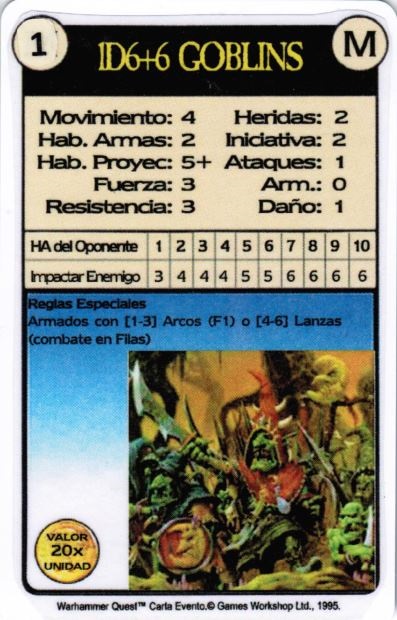 1
1D6+6 GOBLINS
M
Movimiento: 4 Heridas: 2
Hab. Armas: 2 Iniciativa: 2
Hab. Proyec: 5+ Ataques: 1
Fuerza: 3 Arm.: 0
Resistencia: 3 Daño: 1
HA del Oponente 1 2 3 4 5 6 7 8 9 10
Impactar Enemigo 3 4 4 4 5 5 6 6 6 6
Reglas Especiales
Armados con [1-3] Arcos (F1) o [4-6] Lanzas
(combate en Filas)
VALOR
20x
UNIDAD
Warhammer Quest™ Carta Evento.© Games Workshop Ltd., 1995.